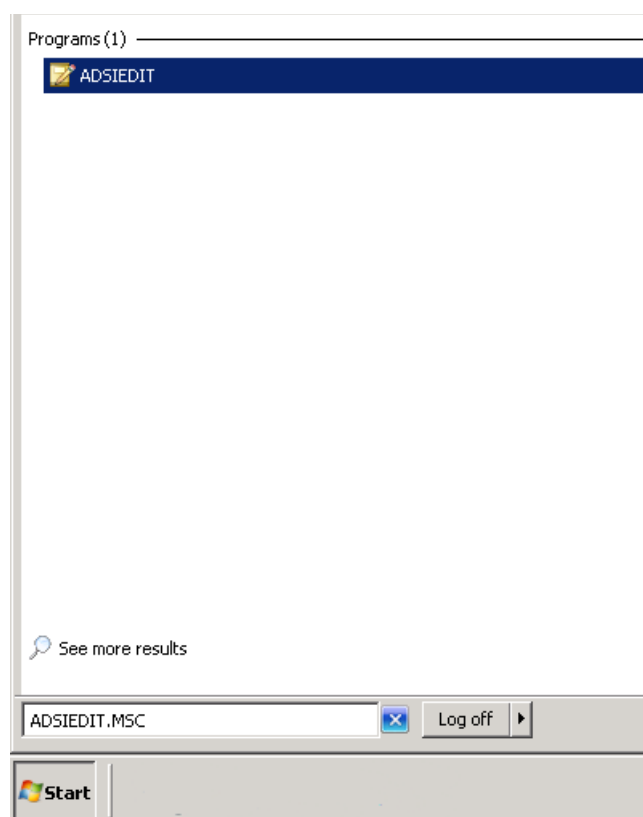 Programs (1)
ADSIEDIT
See more results
ADSIEDIT.MSC
Log off
Start